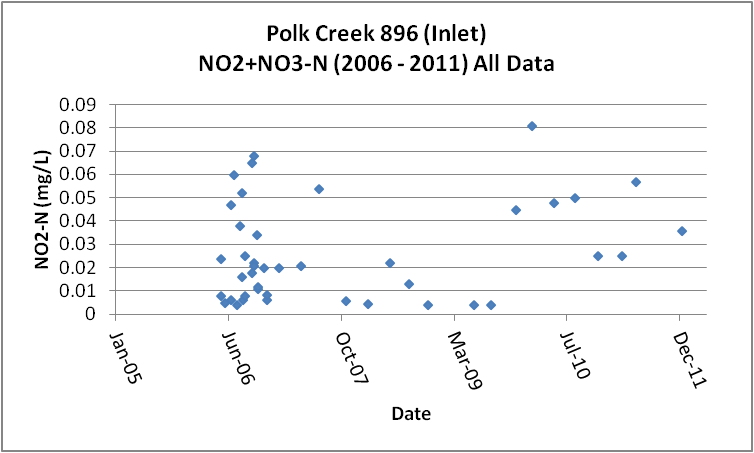 Polk Creek 896 (Inlet)
NO2+NO3-N (2006 - 2011) All Data
0.09
0.08
0.07
0.06
0.05
0.04
0.03
0.02
0.01
0
NO2-N (mg/L)
Jan-05
Jun-06
Oct-07
Mar-09
Jul-10
Dec-11
Date